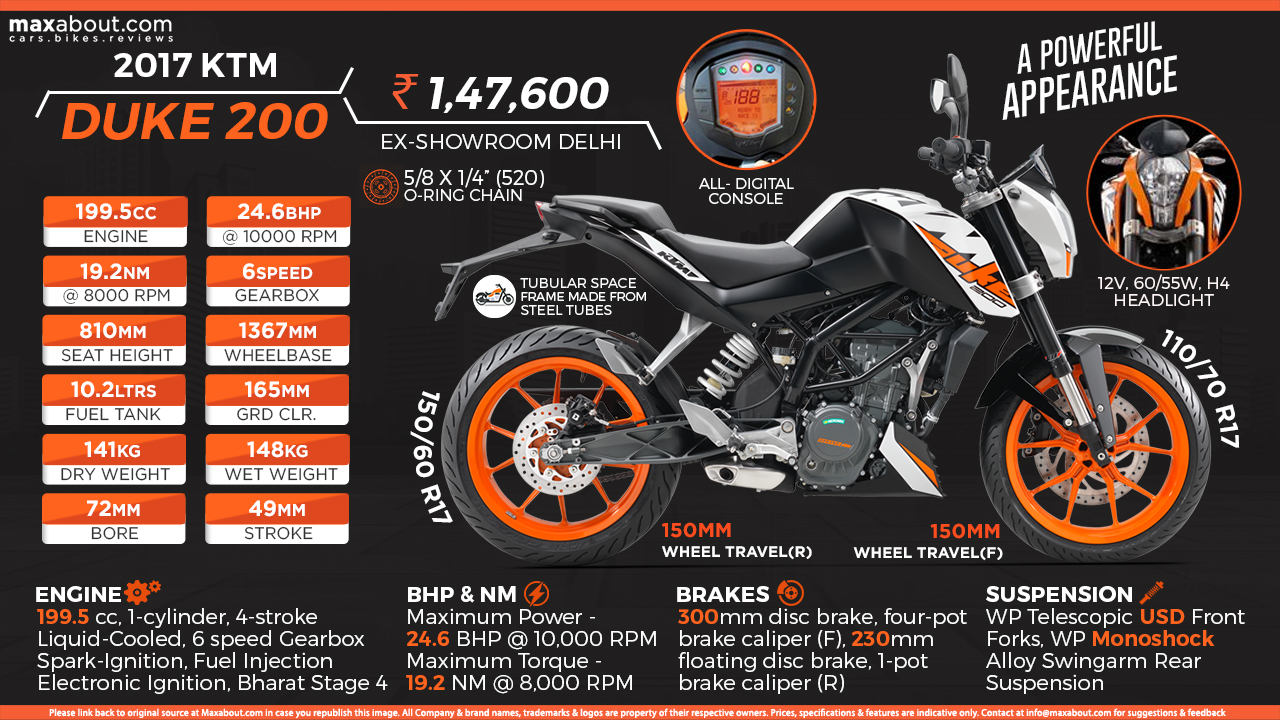 maxabout.com
cars.bikes.reviews
2017 KTM
DUKE 200
₹ 1,47,600
EX-SHOWROOM DELHI
5/8 X 1/4” (520)
O-RING CHAIN
188
ALL- DIGITAL
CONSOLE
A POWERFUL
APPEARANCE
12V, 60/55W, H4
HEADLIGHT
199.5CC
ENGINE
24.6BHP
@ 10000 RPM
19.2NM
@ 8000 RPM
6SPEED
GEARBOX
810MM
SEAT HEIGHT
1367MM
WHEELBASE
10.2LTRS
FUEL TANK
165MM
GRD CLR.
141KG
DRY WEIGHT
148KG
WET WEIGHT
72MM
BORE
49MM
STROKE
TUBULAR SPACE
FRAME MADE FROM
STEEL TUBES
KTM
DUKE
200
150/60 R17
110/70 R17
150MM
WHEEL TRAVEL(R)
150MM
WHEEL TRAVEL(F)
ENGINE
199.5 cc, 1-cylinder, 4-stroke
Liquid-Cooled, 6 speed Gearbox
Spark-Ignition, Fuel Injection
Electronic Ignition, Bharat Stage 4
BHP & NM
Maximum Power -
24.6 BHP @ 10,000 RPM
Maximum Torque -
19.2 NM @ 8,000 RPM
BRAKES
300mm disc brake, four-pot
brake caliper (F), 230mm
floating disc brake, 1-pot
brake caliper (R)
SUSPENSION
WP Telescopic USD Front
Forks, WP Monoshock
Alloy Swingarm Rear
Suspension
Please link back to original source at Maxabout.com in case you republish this image. All Company & brand names, trademarks & logos are property of their respective owners. Prices, specifications & features are indicative only. Contact at info@maxabout.com for suggestions & feedback